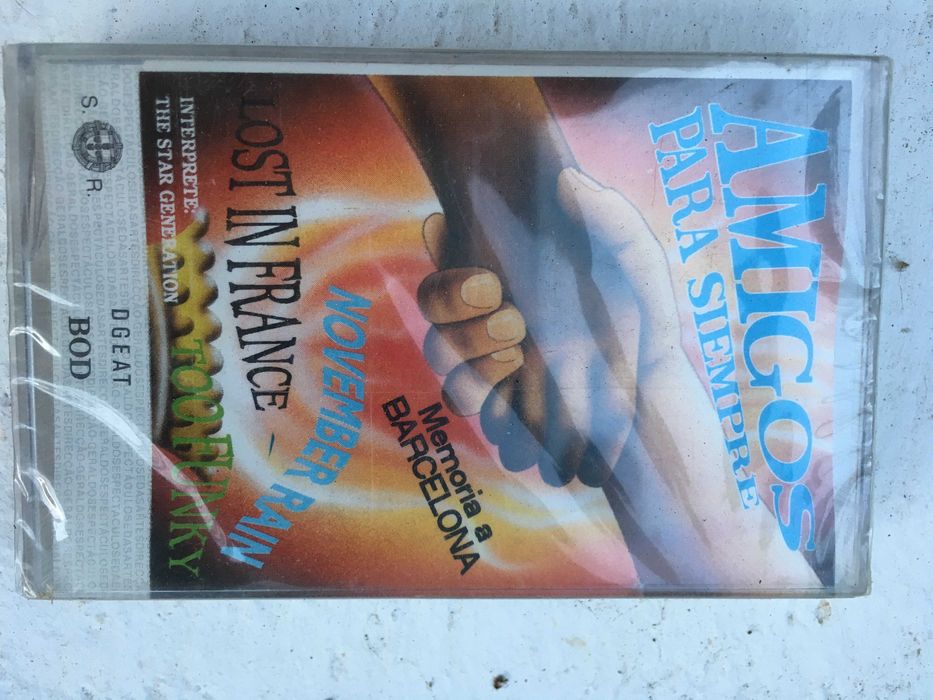 AMIGOS
PARA SIEMPRE
Memoria a
BARCELONA
NOVEMBER RAIN
LOST IN FRANCE
TOO FUNKY
INTERPRETE:
THE STAR GENERATION
S. R.
DGEAT
BOD